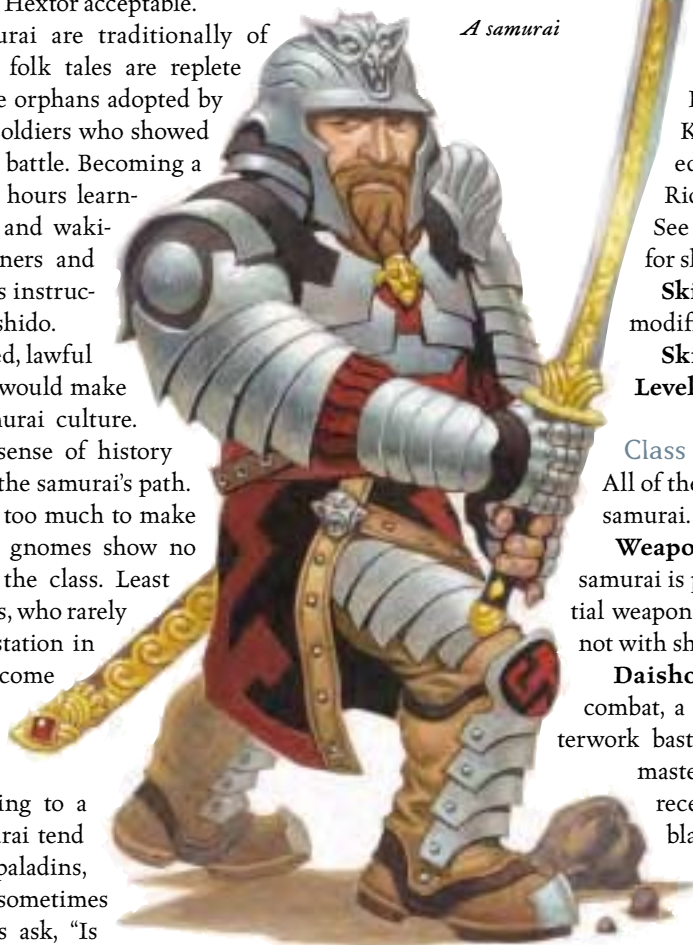 Hextor acceptable.
urai are traditionally of
folk tales are replete
e orphans adopted by
oldiers who showed
battle. Becoming a
hours learn-
and waki-
ners and
s instruc-
shido.
ed, lawful
would make
urai culture.
sense of history
the samurai's path.
too much to make
gnomes show no
the class. Least
s, who rarely
station in
come
ing to a
rai tend
paladins,
sometimes
s ask, “Is
A samurai
K
ec
Ric
See
for sl
Ski
modif
Ski
Level
Class
All of the
samurai.
Weapo
samurai is p
tial weapon
not with sh
Daisho
combat, a
terwork bast
maste
rece
bla